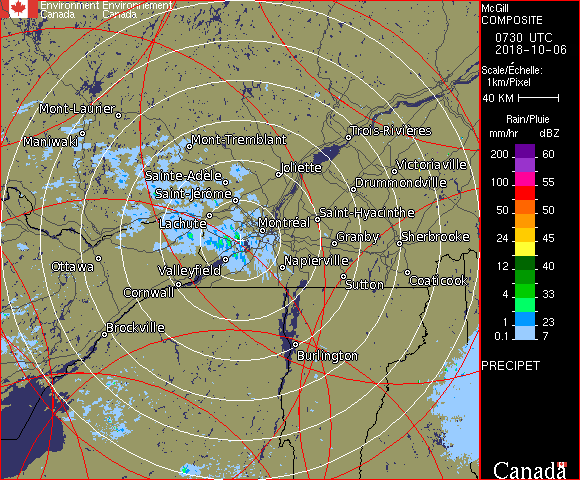 Environment Environnement
Canada Canada
McGill
COMPOSITE
0730 UTC
2018-10-06
Scale/Échelle:
1km/Pixel
40 KM
Rain/Pluie
mm/hr dBZ
200 60
100 55
85 53
50 50
24 45
12 40
4 33
1 23
0.1 7
PRECIPET
Canada
Mont-Laurier
Maniwaki
Mont-Tremblant
Trois-Rivières
Joliette
Victoriaville
Sainte-Adèle
Drummondville
Saint-Jérôme
Saint-Hyacinthe
Lachute
Montréal
Granby
Sherbrooke
Ottawa
Valleyfield
Napierville
Cornwall
Sutton
Coaticook
Brockville
Burlington